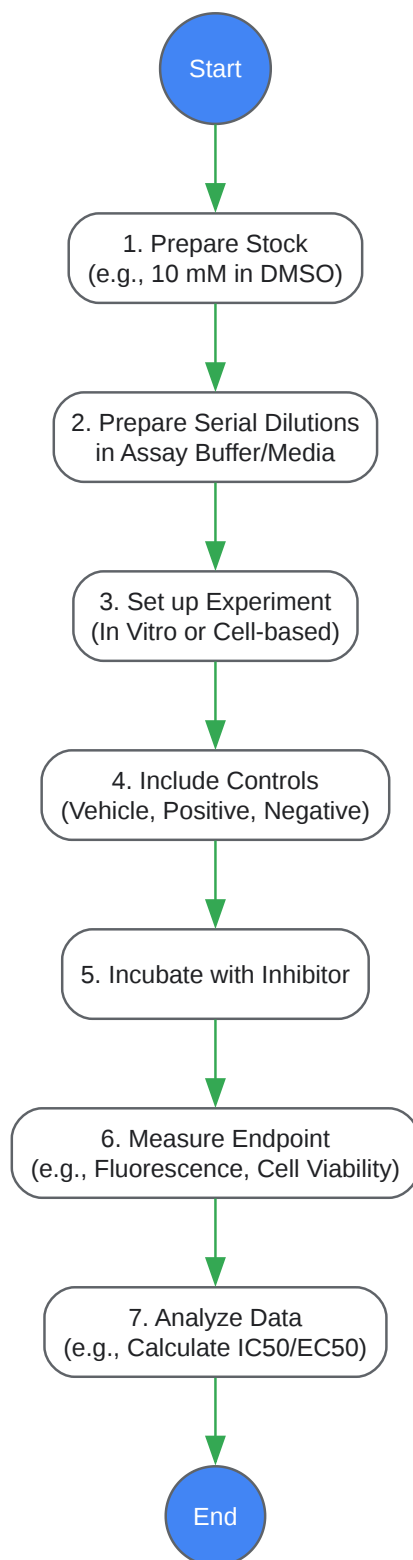 Start
1. Prepare Stock
(e.g., 10 mM in DMSO)
2. Prepare Serial Dilutions
in Assay Buffer/Media
3. Set up Experiment
(In Vitro or Cell-based)
4. Include Controls
(Vehicle, Positive, Negative)
5. Incubate with Inhibitor
6. Measure Endpoint
(e.g., Fluorescence, Cell Viability)
7. Analyze Data
(e.g., Calculate IC50/EC50)
End